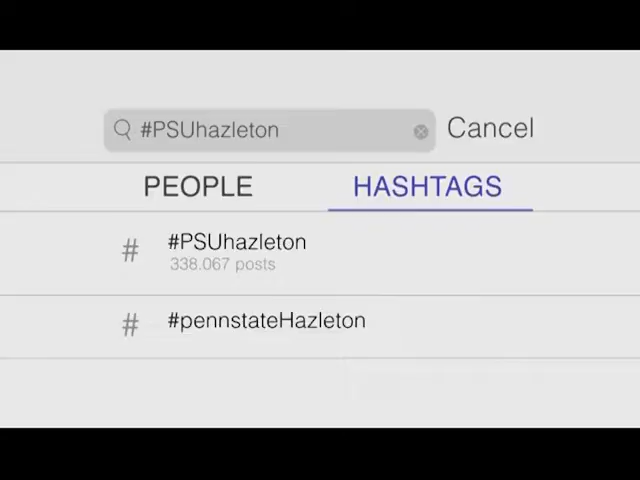 #PSUhazleton
Cancel
PEOPLE
HASHTAGS
#
#PSUhazleton
338.067 posts
#
#pennstateHazleton